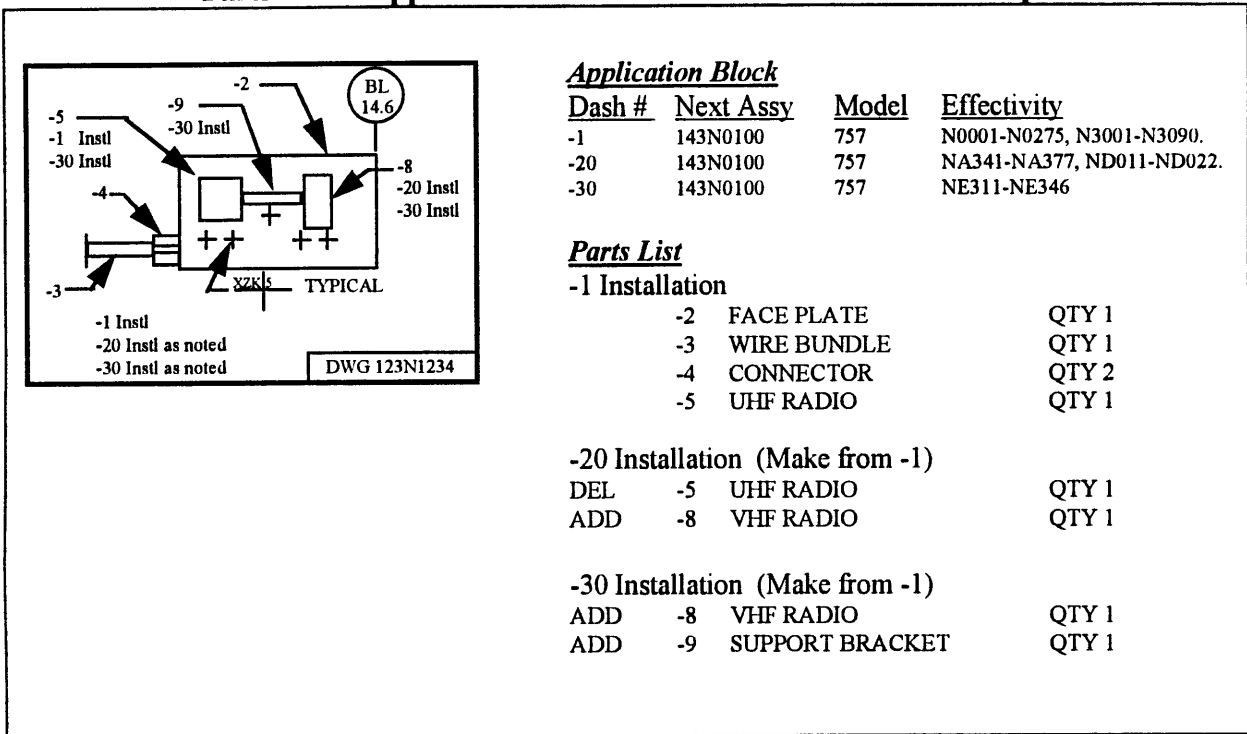 -2
BL
14.6
-9
-30 Instl
-5
-1 Instl
-30 Instl
-8
-20 Instl
-30 Instl
-4
-3
TYPICAL
-1 Instl
-20 Instl as noted
-30 Instl as noted
DWG 123N1234
Application Block
Dash # Next Assy Model Effectivity
-1 143N0100 757 N0001-N0275, N3001-N3090.
-20 143N0100 757 NA341-NA377, ND011-ND022.
-30 143N0100 757 NE311-NE346
Parts List
-1 Installation
-2 FACE PLATE QTY 1
-3 WIRE BUNDLE QTY 1
-4 CONNECTOR QTY 2
-5 UHF RADIO QTY 1
-20 Installation (Make from -1)
DEL -5 UHF RADIO QTY 1
ADD -8 VHF RADIO QTY 1
-30 Installation (Make from -1)
ADD -8 VHF RADIO QTY 1
ADD -9 SUPPORT BRACKET QTY 1